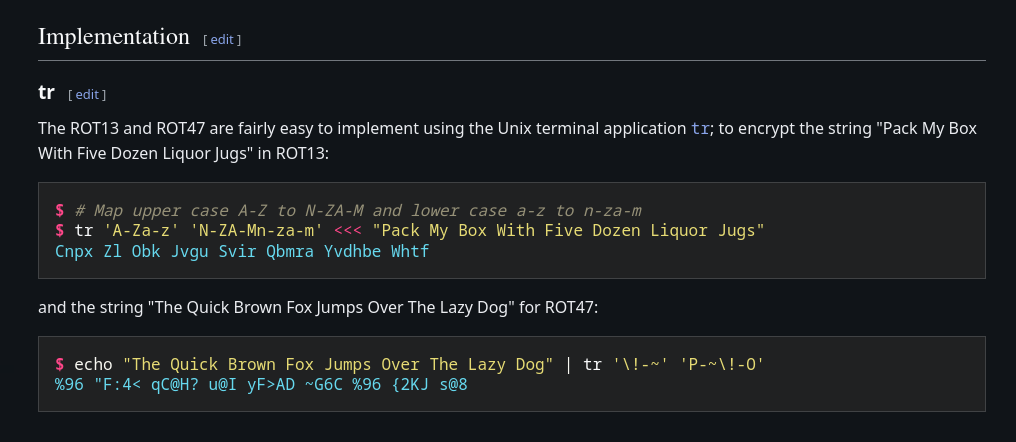 Implementation [ edit ]
tr [ edit ]
The ROT13 and ROT47 are fairly easy to implement using the Unix terminal application tr; to encrypt the string "Pack My Box
With Five Dozen Liquor Jugs" in ROT13:
$ # Map upper case A-Z to N-ZA-M and lower case a-z to n-za-m
$ tr 'A-Za-z' 'N-ZA-Mn-za-m' <<< "Pack My Box With Five Dozen Liquor Jugs"
Cnpx Zl Obk Jvgu Svir Qbmra Yvdhbe Whtf
and the string "The Quick Brown Fox Jumps Over The Lazy Dog" for ROT47:
$ echo "The Quick Brown Fox Jumps Over The Lazy Dog" | tr '\!-~' 'P-~\!-O'
%96 "F:4< qC@H? u@I yF>AD ~G6C %96 {2KJ s@8